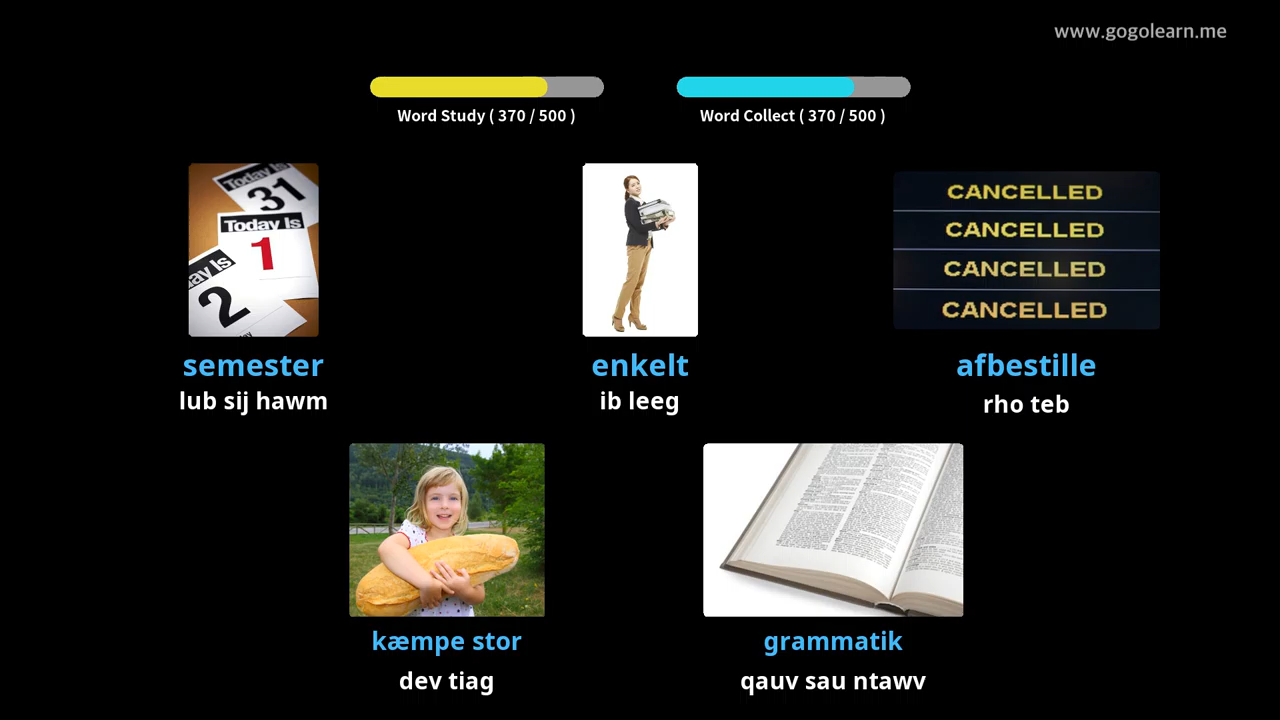 www.gogolearn.me
Word Study ( 370 / 500 )
Word Collect ( 370 / 500 )
Today Is
31
Today Is
1
ay Is
2
CANCELLED
CANCELLED
CANCELLED
CANCELLED
semester
enkelt
afbestille
lub sij hawm
ib leeg
rho teb
kæmpe stor
grammatik
dev tiag
qauv sau ntawv